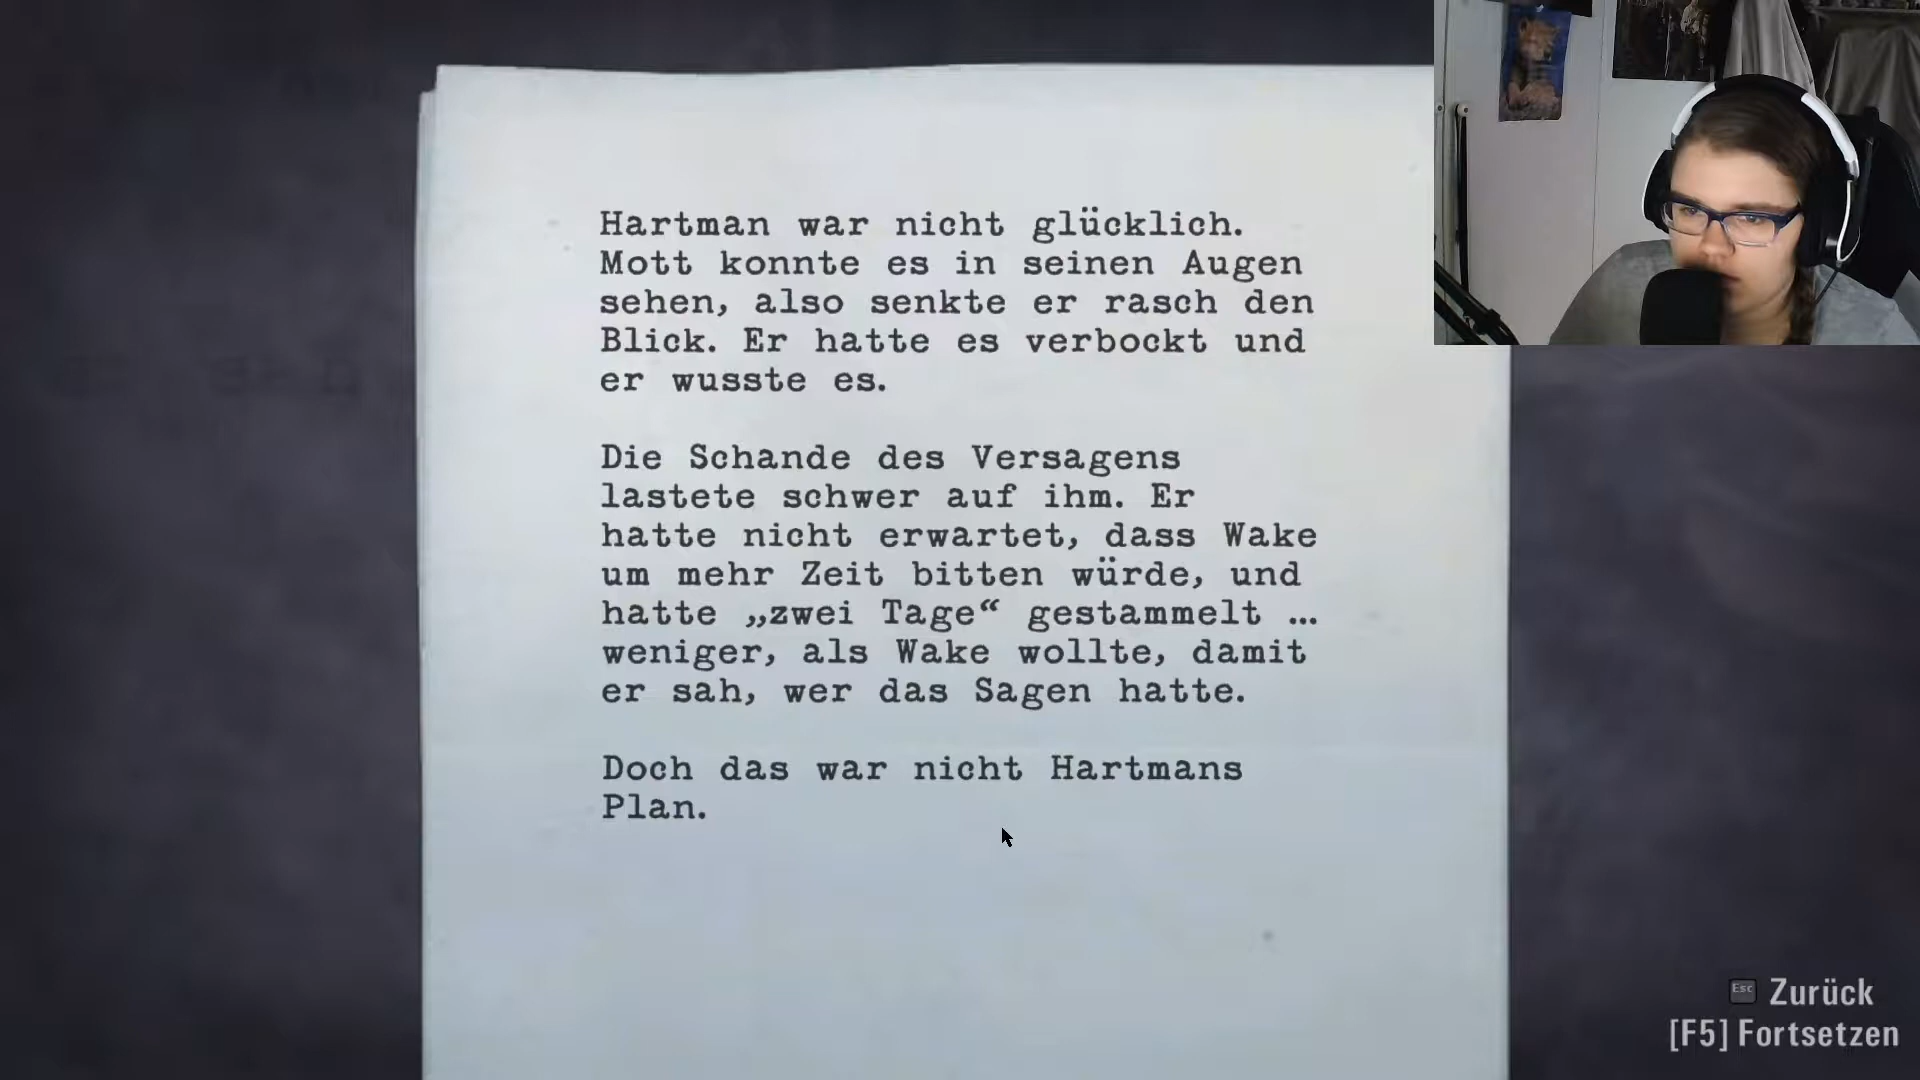 Hartman war nicht glücklich.
Mott konnte es in seinen Augen
sehen, also senkte er rasch den
Blick. Er hatte es verbockt und
er wusste es.
Die Schande des Versagens
lastete schwer auf ihm. Er
hatte nicht erwartet, dass Wake
um mehr Zeit bitten würde, und
hatte „zwei Tage“ gestammelt …
weniger, als Wake wollte, damit
er sah, wer das Sagen hatte.
Doch das war nicht Hartmans
Plan.
Esc Zurück
[F5] Fortsetzen